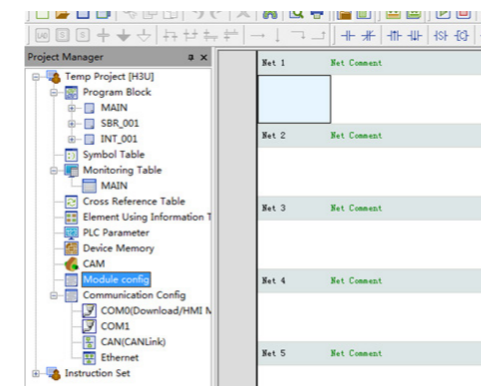 Project Manager
Temp Project [H3U]
Program Block
MAIN
SBR_001
INT_001
Symbol Table
Monitoring Table
MAIN
Cross Reference Table
Element Using Information T
PLC Parameter
Device Memory
CAM
Module config
Communication Config
COM0(Download/HMI M
COM1
CAN(CANLink)
Ethernet
Instruction Set
Net 1 Net Comment
Net 2 Net Comment
Net 3 Net Comment
Net 4 Net Comment
Net 5 Net Comment